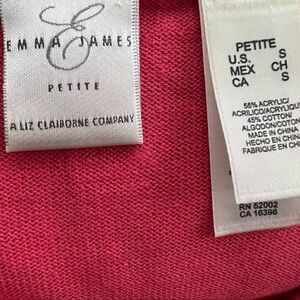 E
EMMA JAMES
PETITE
A LIZ CLAIBORNE COMPANY
PETITE
U.S. S
MEX CH
CA S
55% ACRYLIC/
ACRILICO/ACRYLIQUE
45% COTTON/
ALGODON/COTON
MADE IN CHINA
HECHO EN CHINA
FABRIQUE EN CHINE
RN 52002
CA 16396